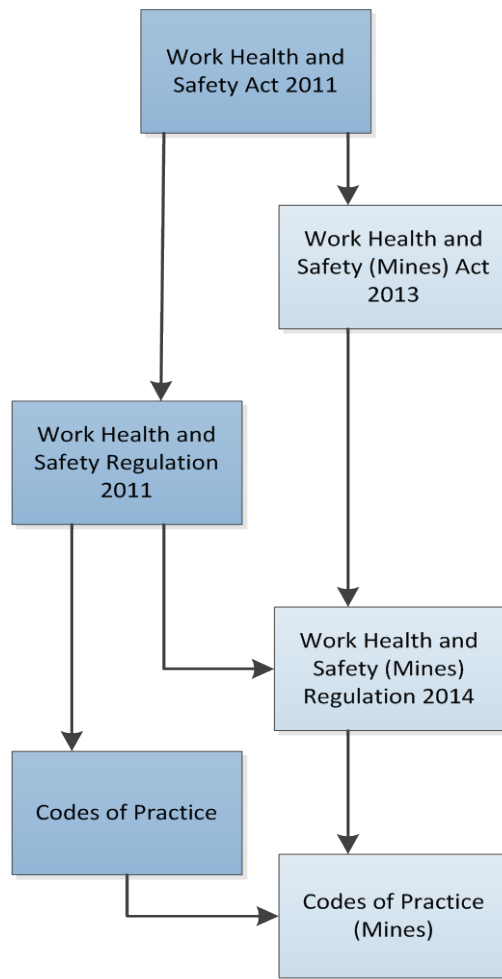 Work Health and
Safety Act 2011
Work Health and
Safety (Mines) Act
2013
Work Health and
Safety Regulation
2011
Work Health and
Safety (Mines)
Regulation 2014
Codes of Practice
Codes of Practice
(Mines)